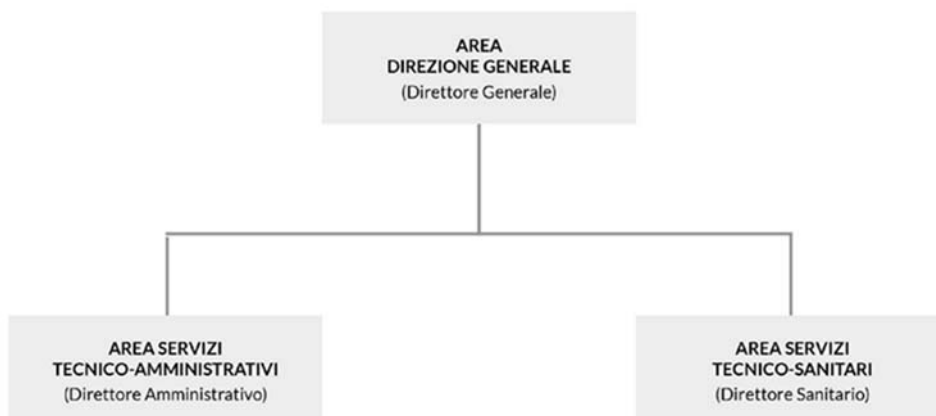 AREA
DIREZIONE GENERALE
(Direttore Generale)
AREA SERVIZI
TECNICO-AMMINISTRATIVI
(Direttore Amministrativo)
AREA SERVIZI
TECNICO-SANITARI
(Direttore Sanitario)